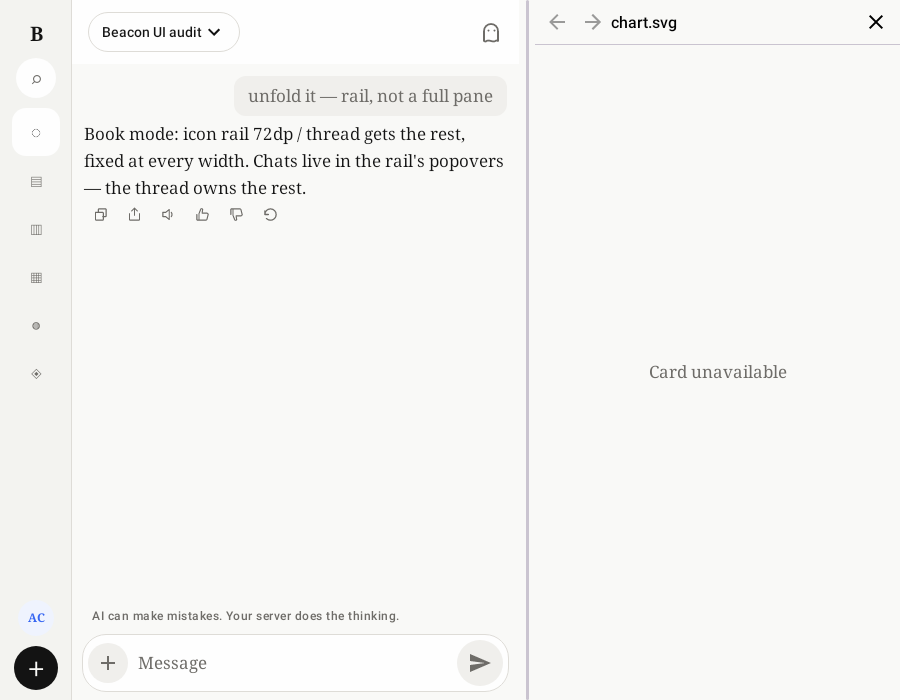 B
Beacon UI audit
chart.svg
unfold it — rail, not a full pane
Book mode: icon rail 72dp / thread gets the rest,
fixed at every width. Chats live in the rail's popovers
— the thread owns the rest.
Card unavailable
AI can make mistakes. Your server does the thinking.
AC
Message